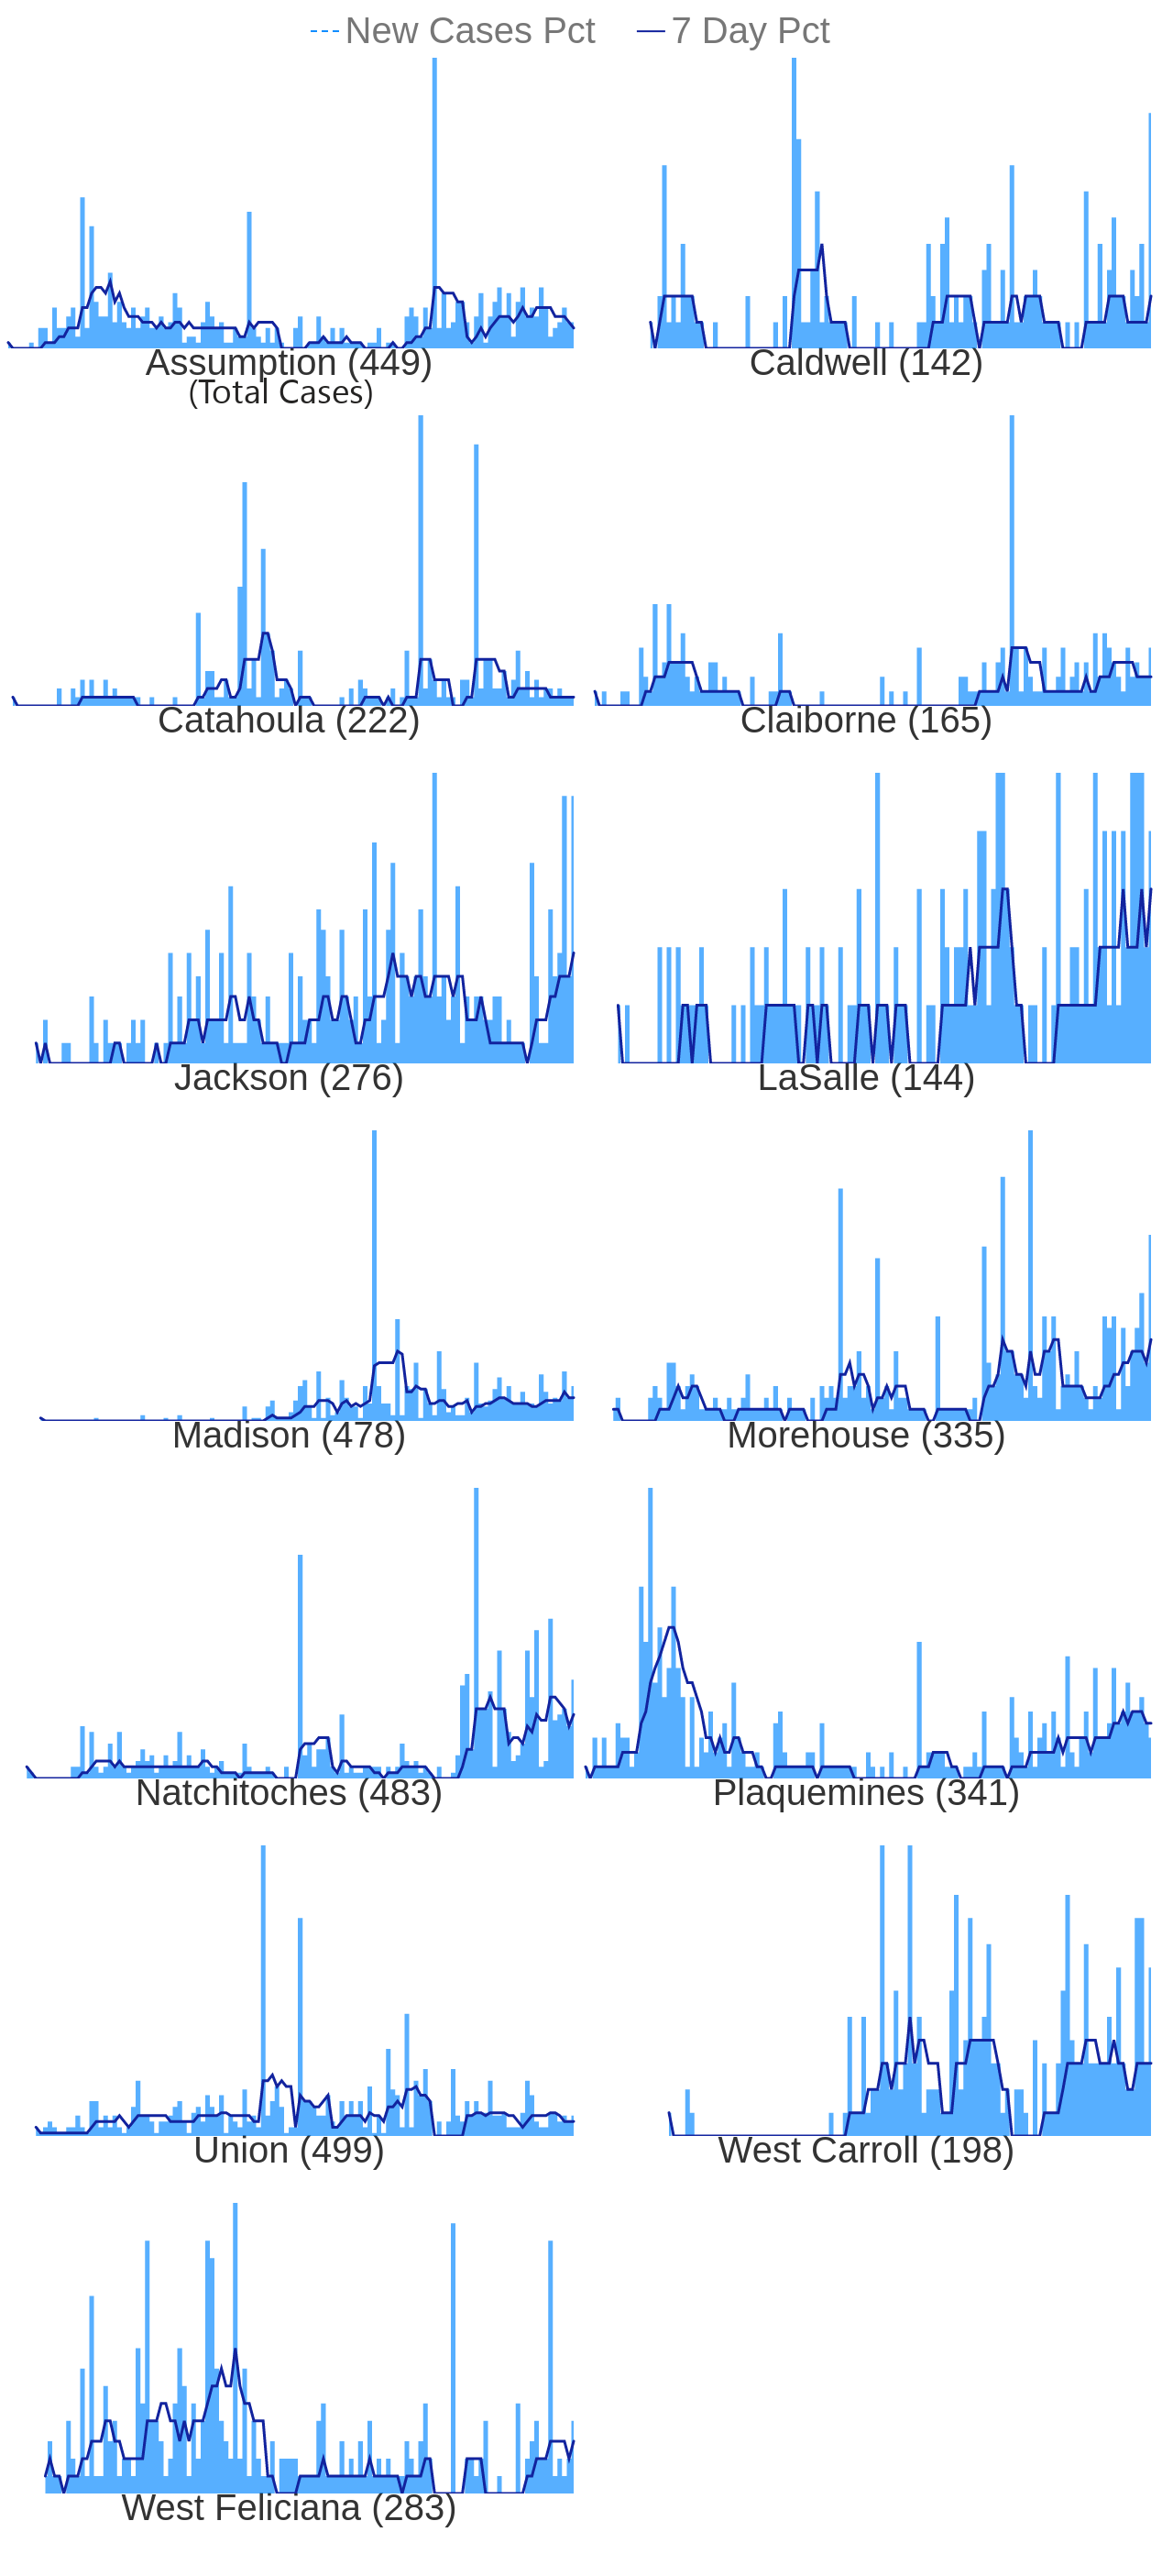 New Cases Pct 7 Day Pct
Assumption (449) Caldwell (142)
(Total Cases)
Catahoula (222) Claiborne (165)
Jackson (276) LaSalle (144)
Madison (478) Morehouse (335)
Natchitoches (483) Plaquemines (341)
Union (499) West Carroll (198)
West Feliciana (283)